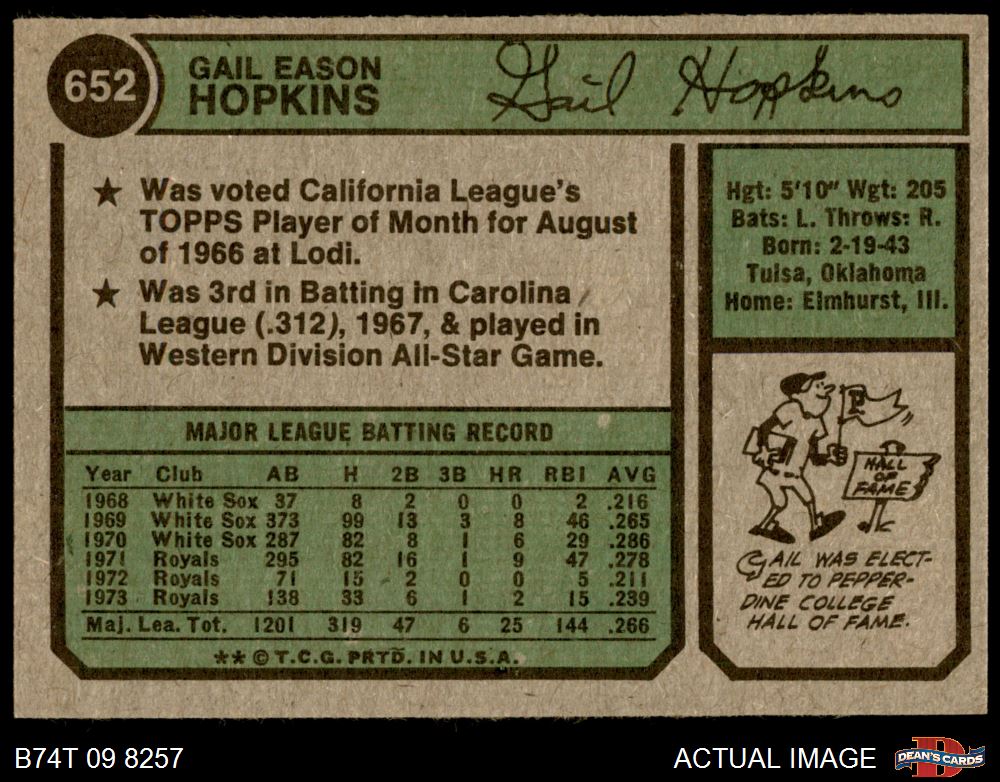 652
GAIL EASON
HOPKINS
Gail Hopkins
★ Was voted California League's
TOPPS Player of Month for August
of 1966 at Lodi.
★ Was 3rd in Batting in Carolina
League (.312), 1967, & played in
Western Division All-Star Game.
Hgt: 5'10" Wgt: 205
Bats: L. Throws: R.
Born: 2-19-43
Tulsa, Oklahoma
Home: Elmhurst, Ill.
MAJOR LEAGUE BATTING RECORD
Year Club AB H 2B 3B HR RBI AVG
1968 White Sox 37 8 2 0 0 2 .216
1969 White Sox 373 99 13 3 8 46 .265
1970 White Sox 287 82 8 1 6 29 .286
1971 Royals 295 82 16 1 9 47 .278
1972 Royals 71 15 2 0 0 5 .211
1973 Royals 138 33 6 1 2 15 .239
Maj. Lea. Tot. 1201 319 47 6 25 144 .266
** © T.C.G. PRTD. IN U.S.A.
P
HALL
OF
FAME
GAIL WAS ELECT-
ED TO PEPPER-
DINE COLLEGE
HALL OF FAME.
B74T 09 8257
ACTUAL IMAGE
D
DEAN'S CARDS